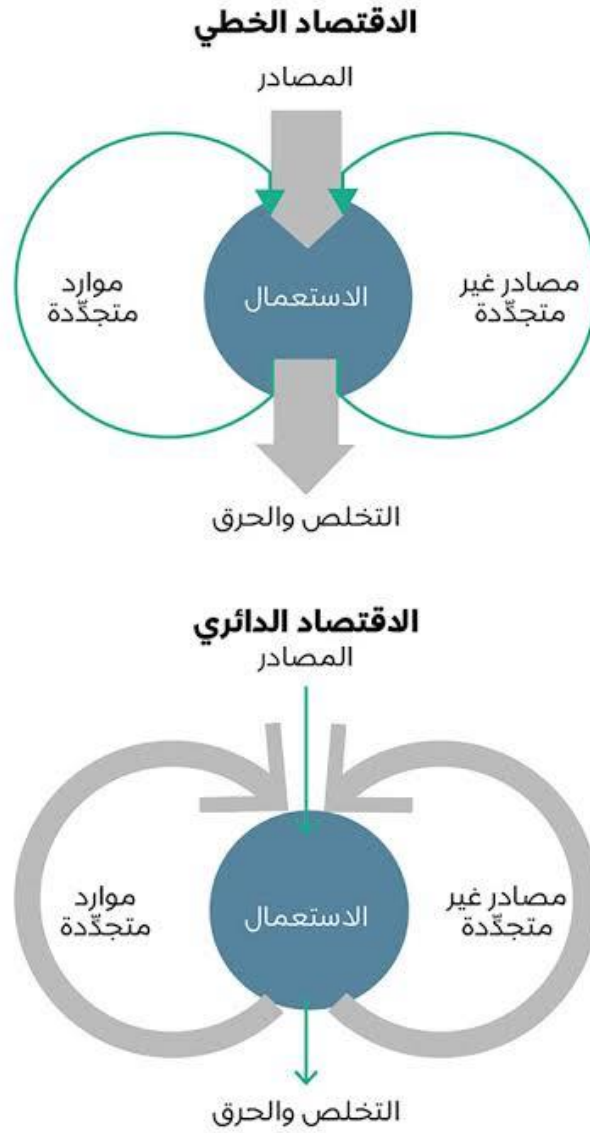 الاقتصاد الخطي
المصادر
مصادر غير
متجدِّدة
الاستعمال
موارد
متجدِّدة
التخلص والحرق
الاقتصاد الدائري
المصادر
مصادر غير
متجدِّدة
الاستعمال
موارد
متجدِّدة
التخلص والحرق